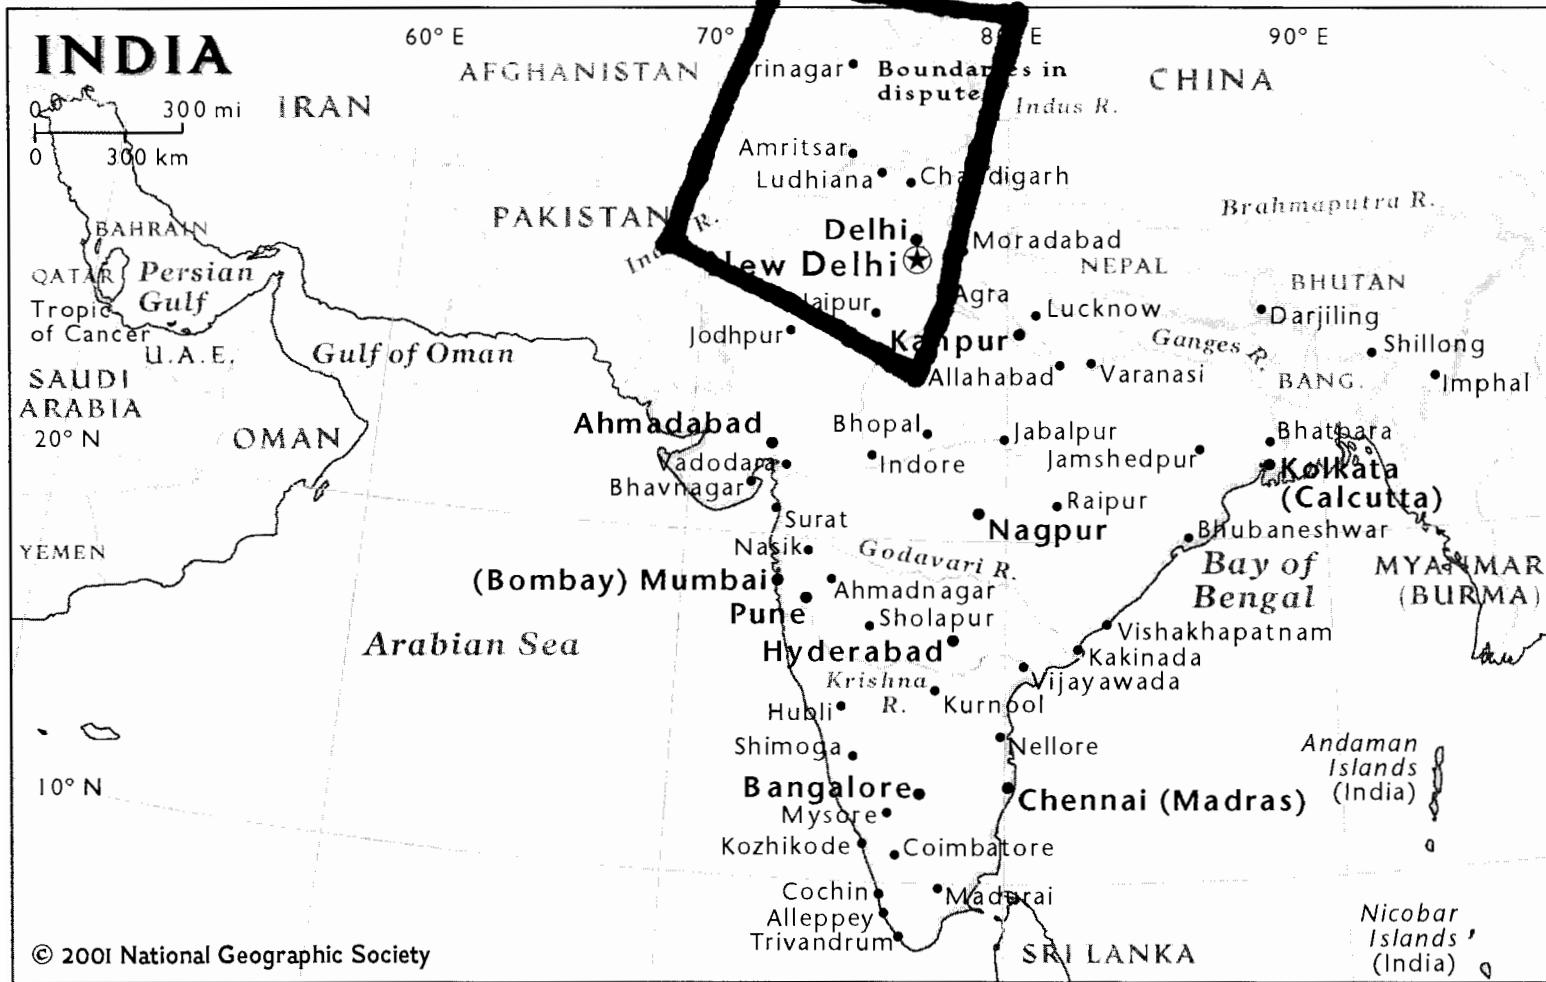 INDIA
60° E
70°
80° E
90° E
0 300 mi
0 300 km
IRAN
AFGHANISTAN
Srinagar
Boundaries in
dispute
CHINA
Indus R.
Amritsar
Ludhiana
Chandigarh
PAKISTAN
Brahmaputra R.
BAHRAIN
Delhi
Moradabad
Indus R.
New Delhi
NEPAL
QATAR
Persian
Gulf
BHUTAN
Tropic
of Cancer
Jaipur
Agra
Lucknow
Darjiling
Jodhpur
Kanpur
Ganges R.
Shillong
U.A.E.
Gulf of Oman
Allahabad
Varanasi
BANG.
Imphal
SAUDI
ARABIA
20° N
OMAN
Ahmadabad
Bhopal
Jabalpur
Bhatpara
Vadodara
Indore
Jamshedpur
Kolkata
(Calcutta)
Bhavnagar
Raipur
Surat
Nagpur
Bhubaneshwar
YEMEN
Nasik
Godavari R.
Bay of
Bengal
MYANMAR
(BURMA)
(Bombay) Mumbai
Ahmadnagar
Pune
Sholapur
Vishakhapatnam
Arabian Sea
Hyderabad
Kakinada
Krishna
R.
Vijayawada
Kurnool
Hubli
Shimoga
Nellore
Andaman
Islands
(India)
10° N
Bangalore
Chennai (Madras)
Mysore
Kozhikode
Coimbatore
Cochin
Madurai
Alleppey
Trivandrum
Nicobar
Islands
(India)
SRI LANKA
© 2001 National Geographic Society